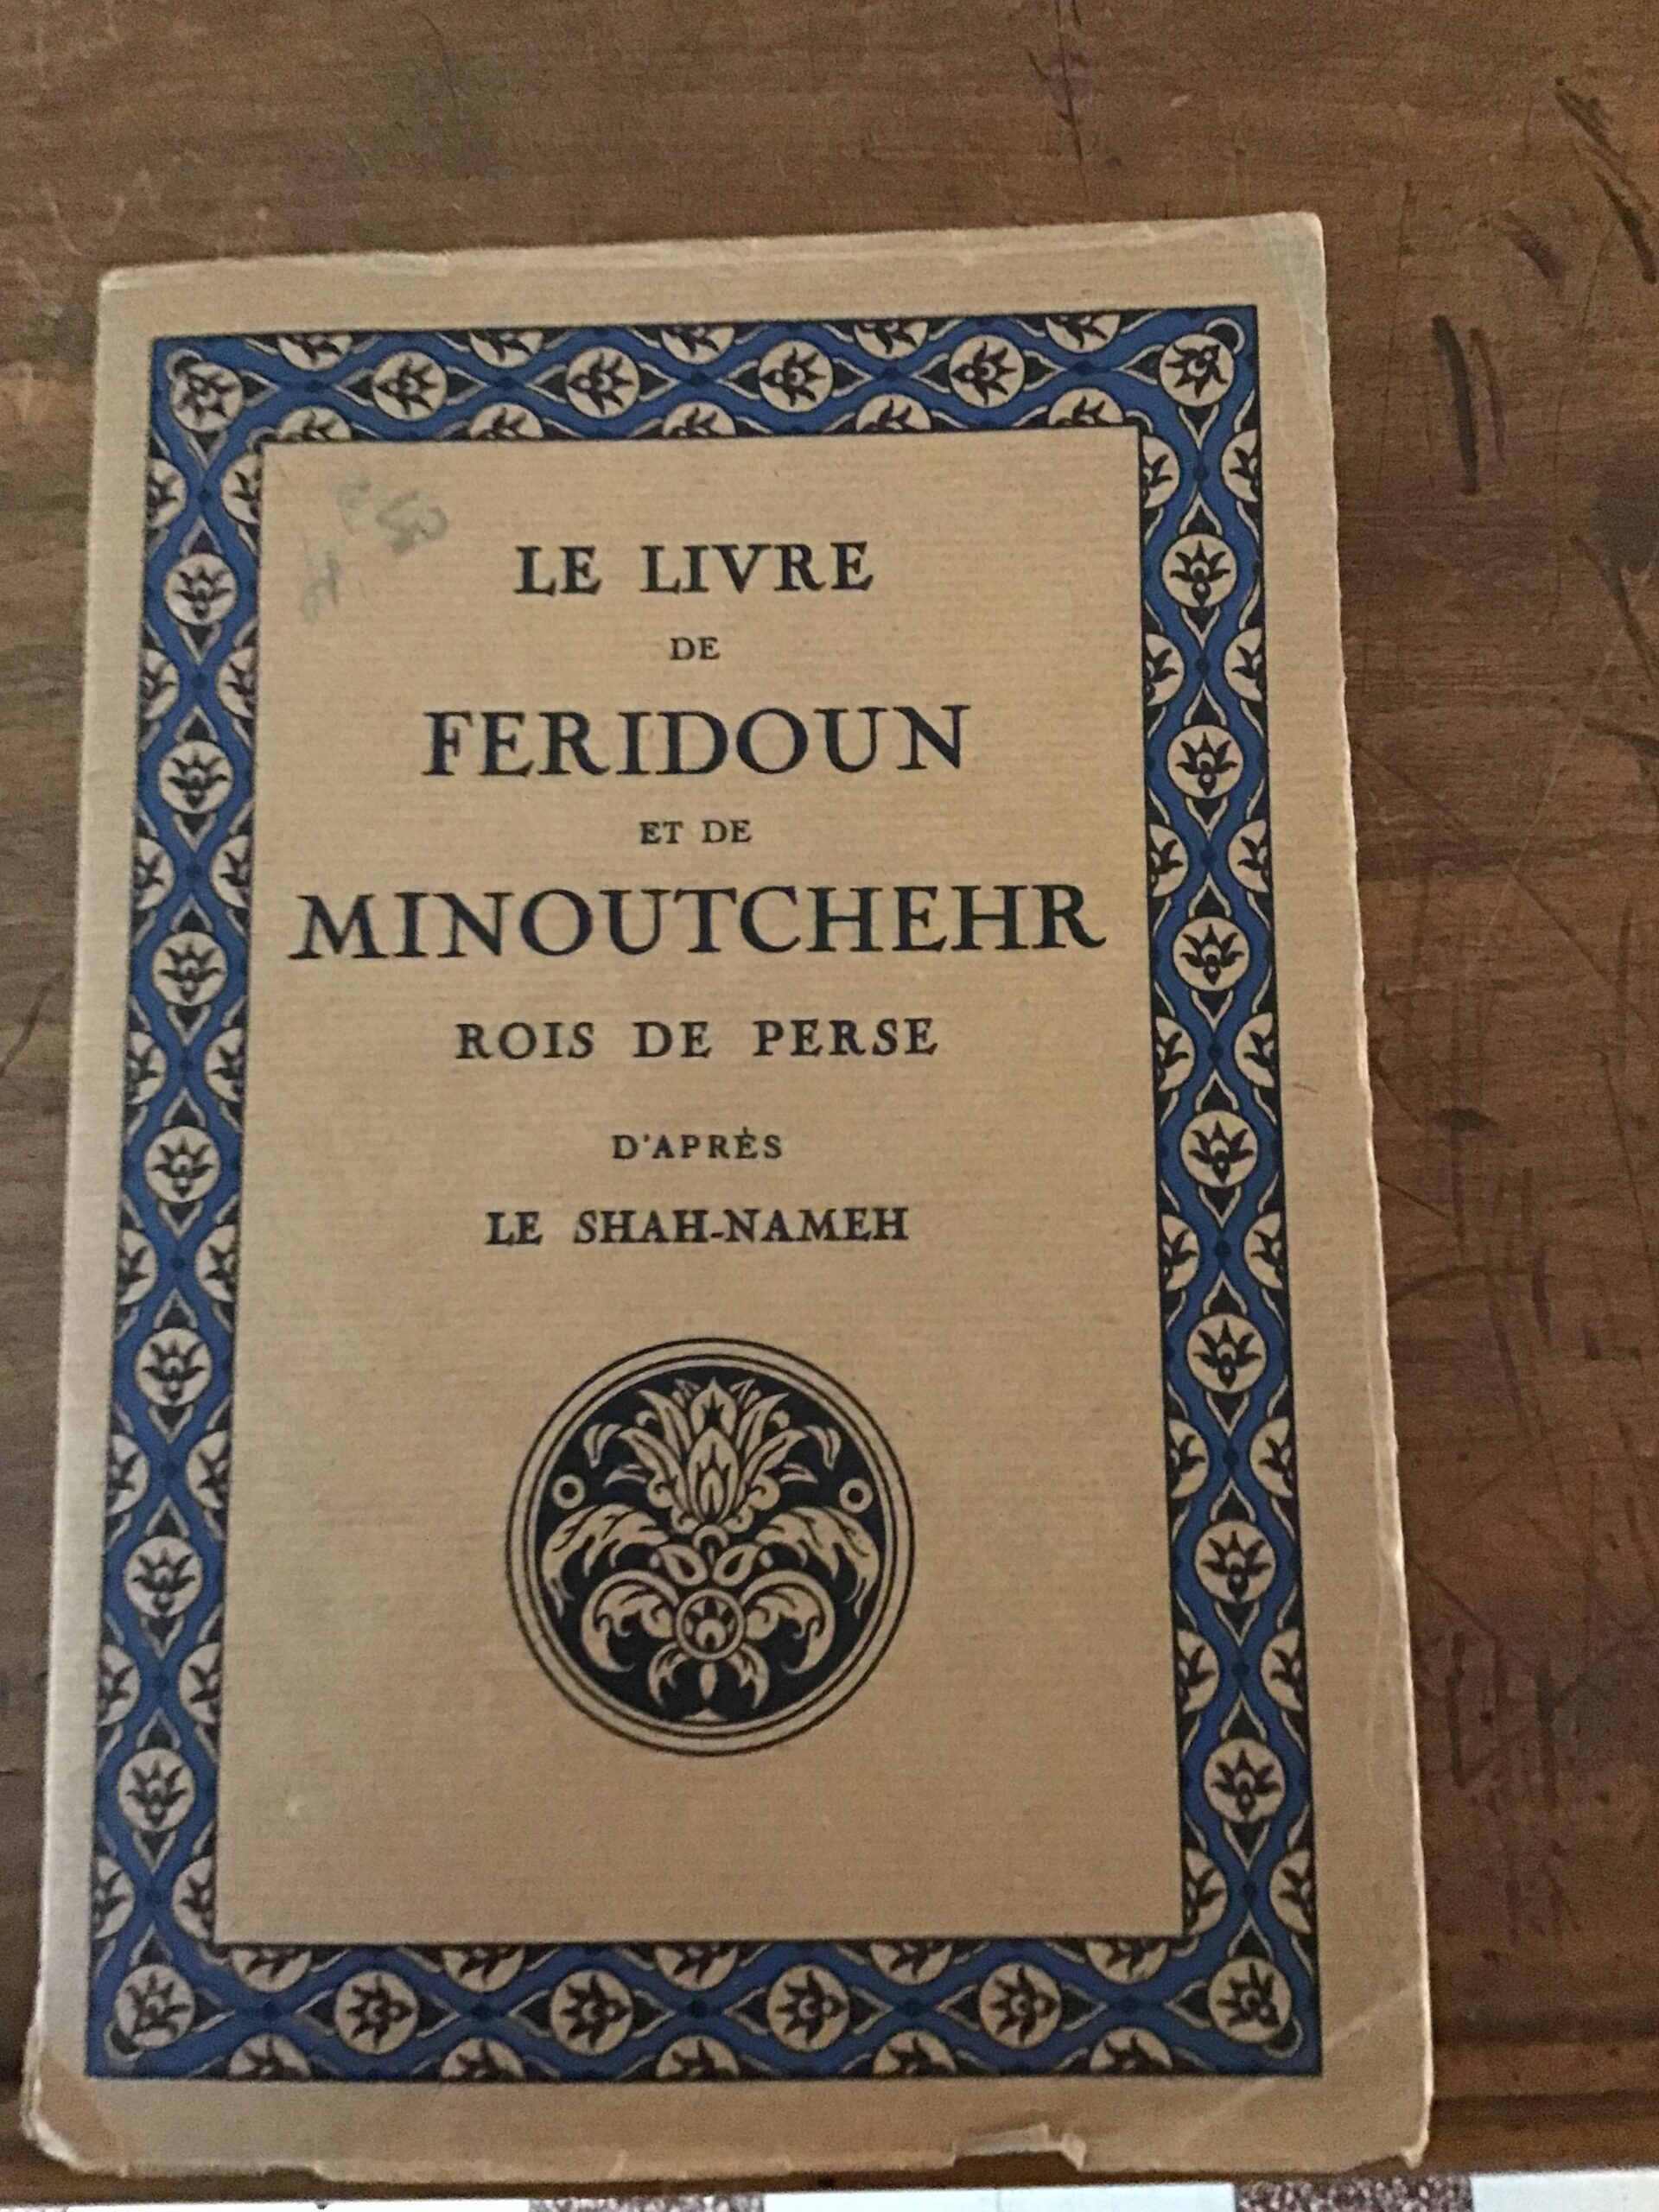 LE LIVRE
DE
FERIDOUN
ET DE
MINOUTCHEHR
ROIS DE PERSE
D'APRÈS
LE SHAH-NAMEH